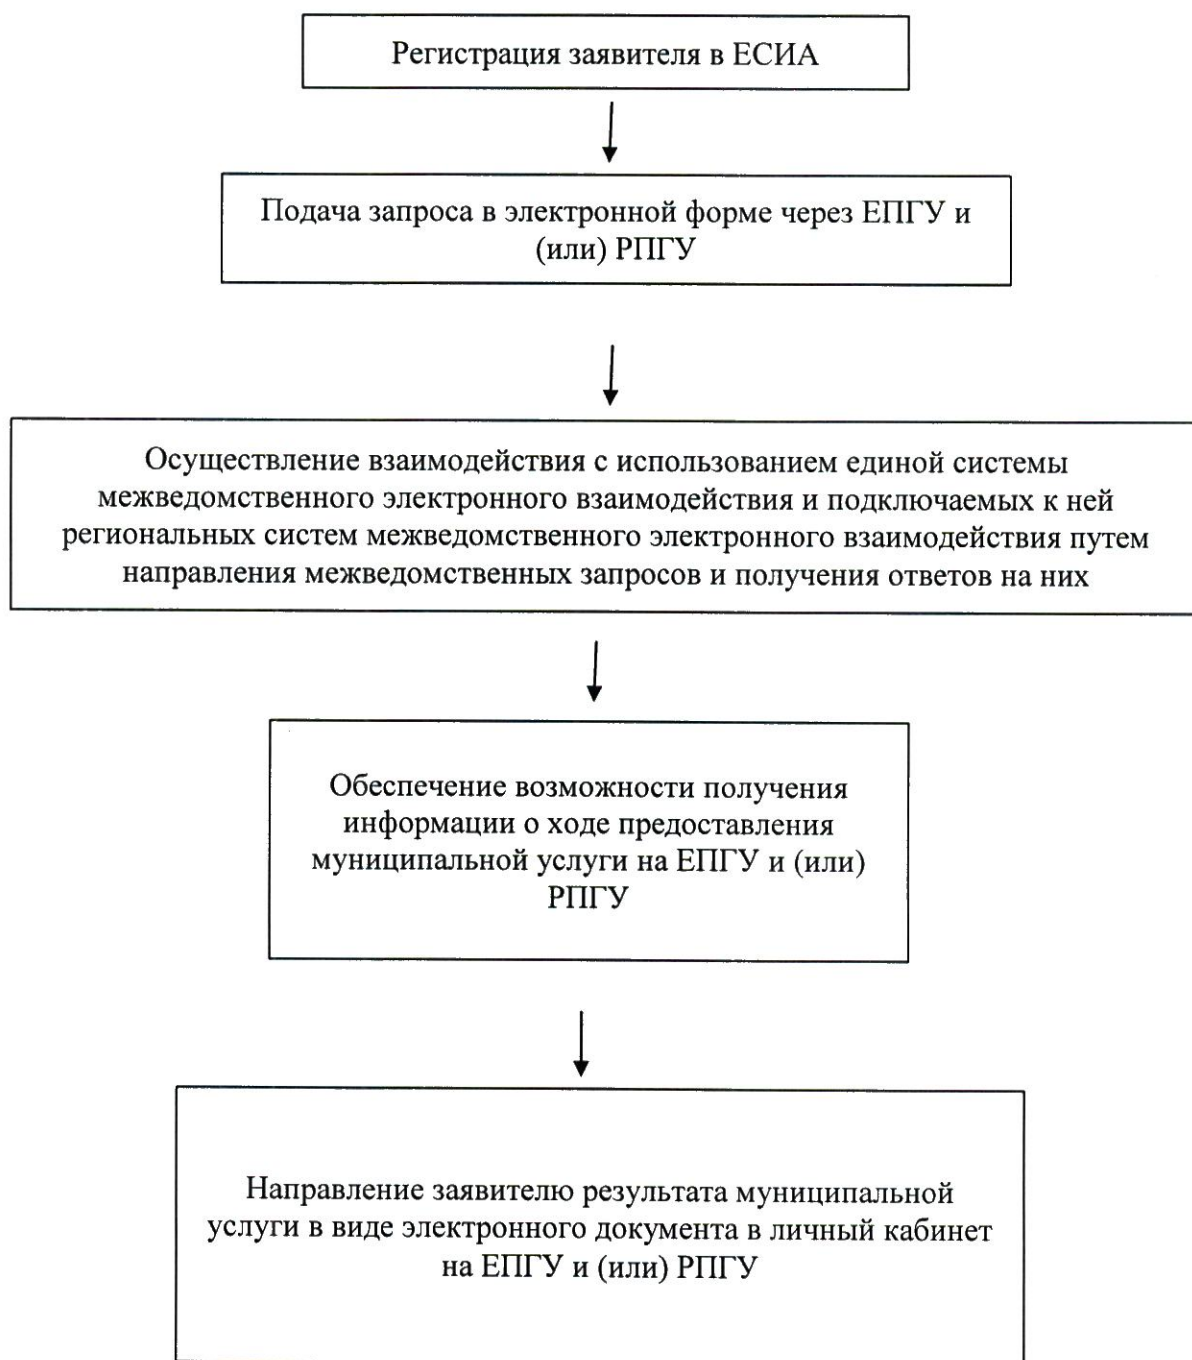 Регистрация заявителя в ЕСИА
Подача запроса в электронной форме через ЕПГУ и
(или) РПГУ
Осуществление взаимодействия с использованием единой системы
межведомственного электронного взаимодействия и подключаемых к ней
региональных систем межведомственного электронного взаимодействия путем
направления межведомственных запросов и получения ответов на них
Обеспечение возможности получения
информации о ходе предоставления
муниципальной услуги на ЕПГУ и (или)
РПГУ
Направление заявителю результата муниципальной
услуги в виде электронного документа в личный кабинет
на ЕПГУ и (или) РПГУ